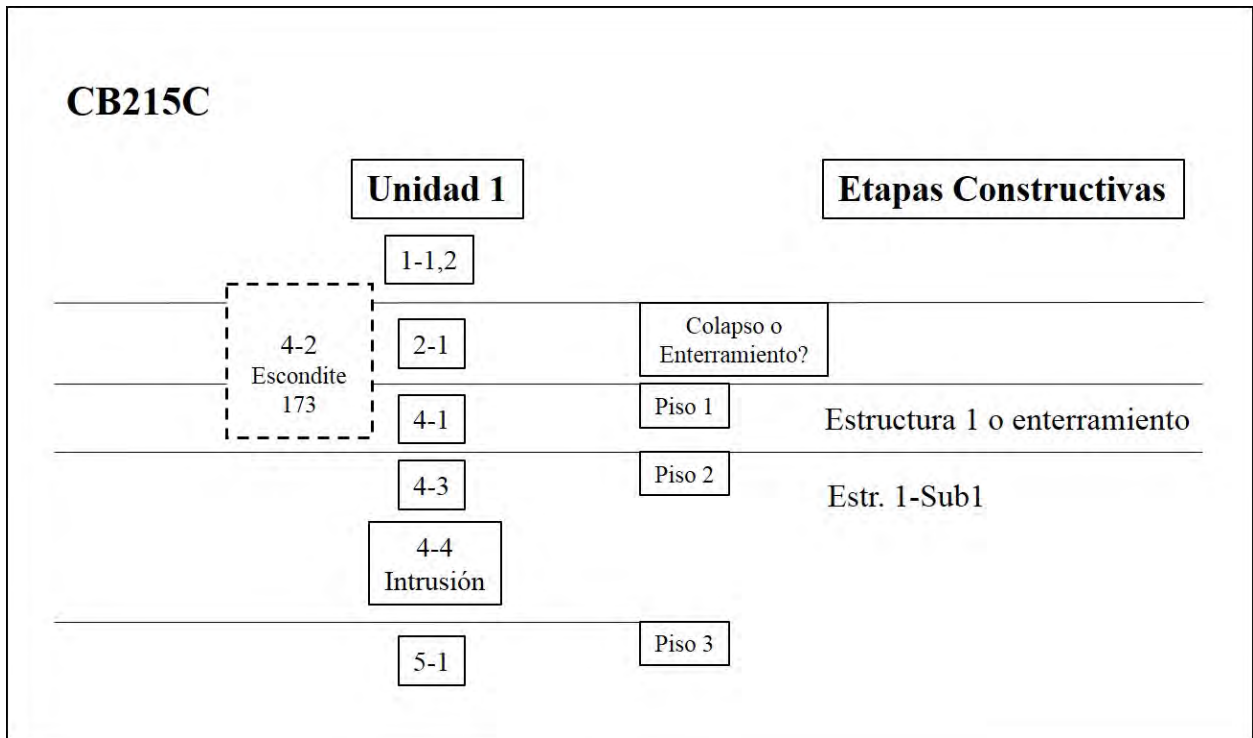 CB215C
Unidad 1
Etapas Constructivas
1-1,2
4-2
Escondite
173
2-1
Colapso o
Enterramiento?
4-1
Piso 1
Estructura 1 o enterramiento
4-3
Piso 2
Estr. 1-Sub1
4-4
Intrusión
5-1
Piso 3